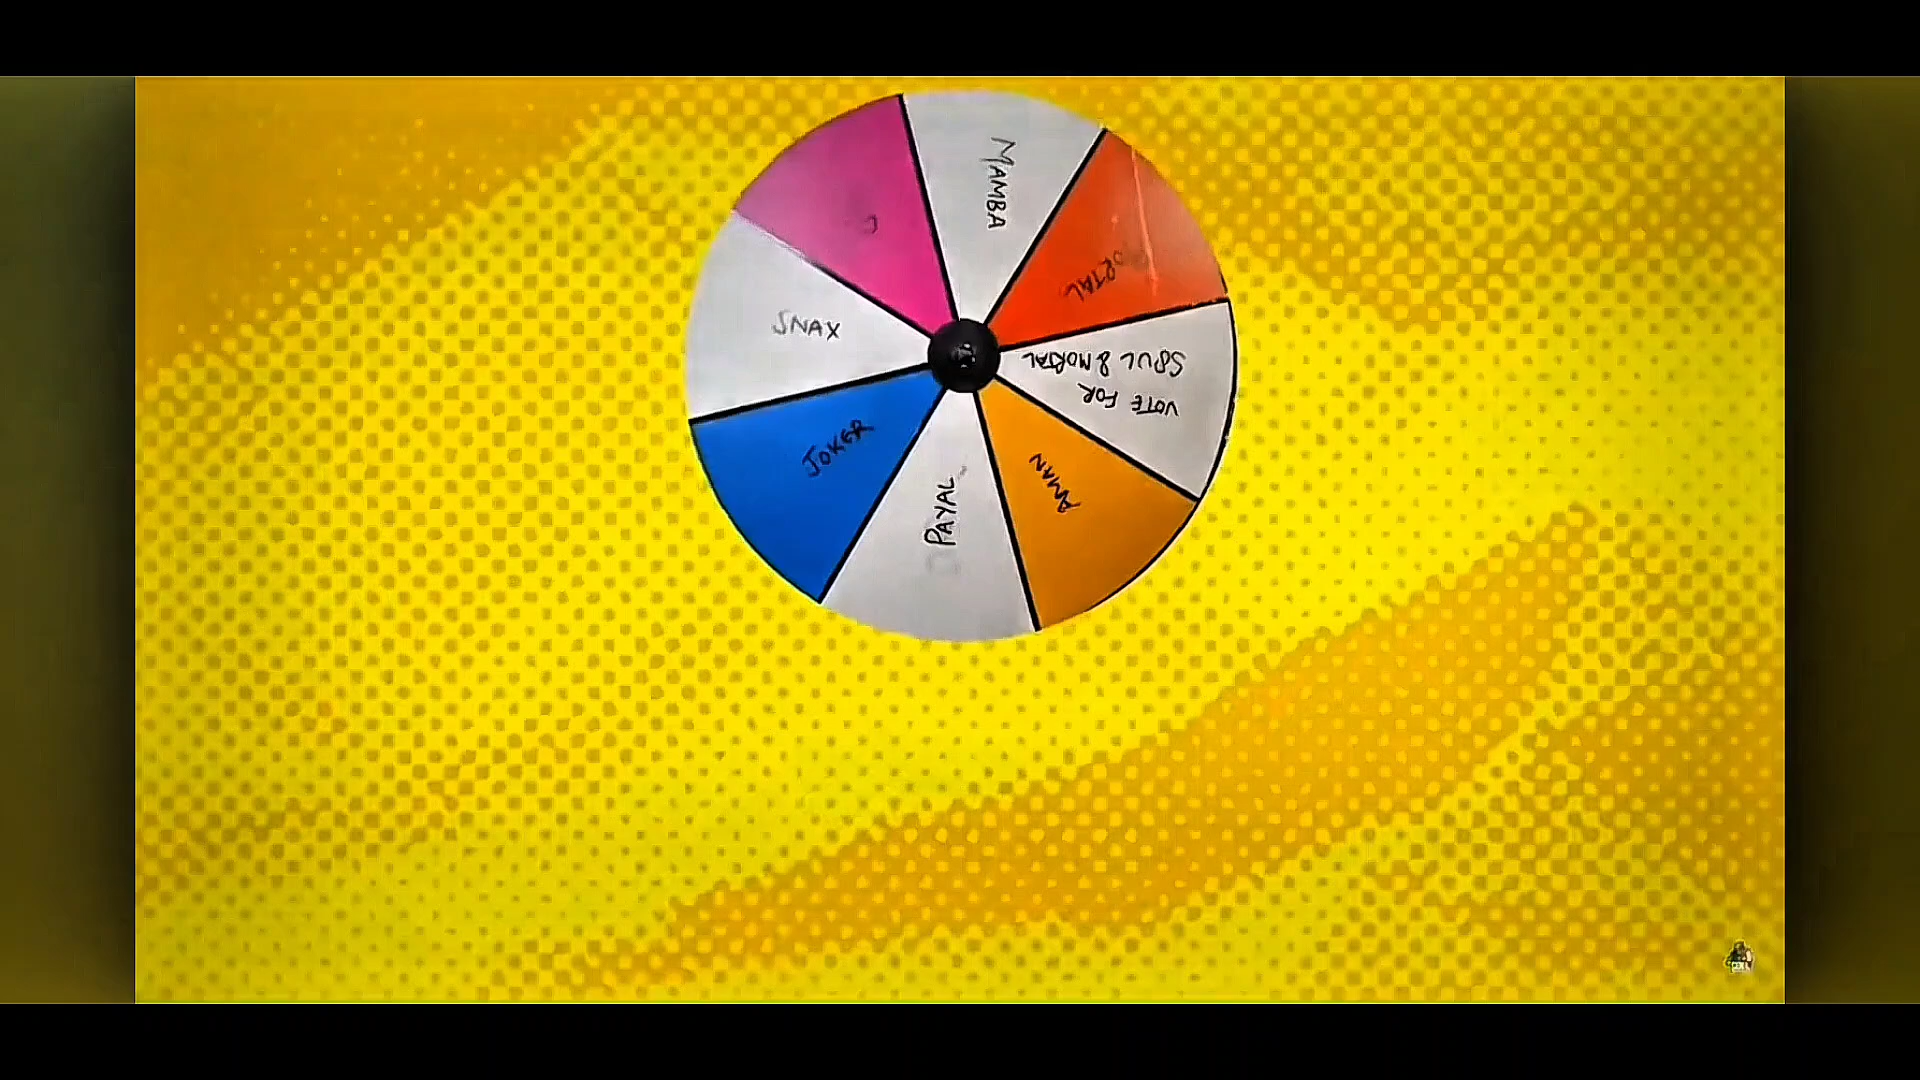 MAMBA
SOUL & MORTAL
VOTE FOR
AMAN
PAYAL
JOKER
SNAX